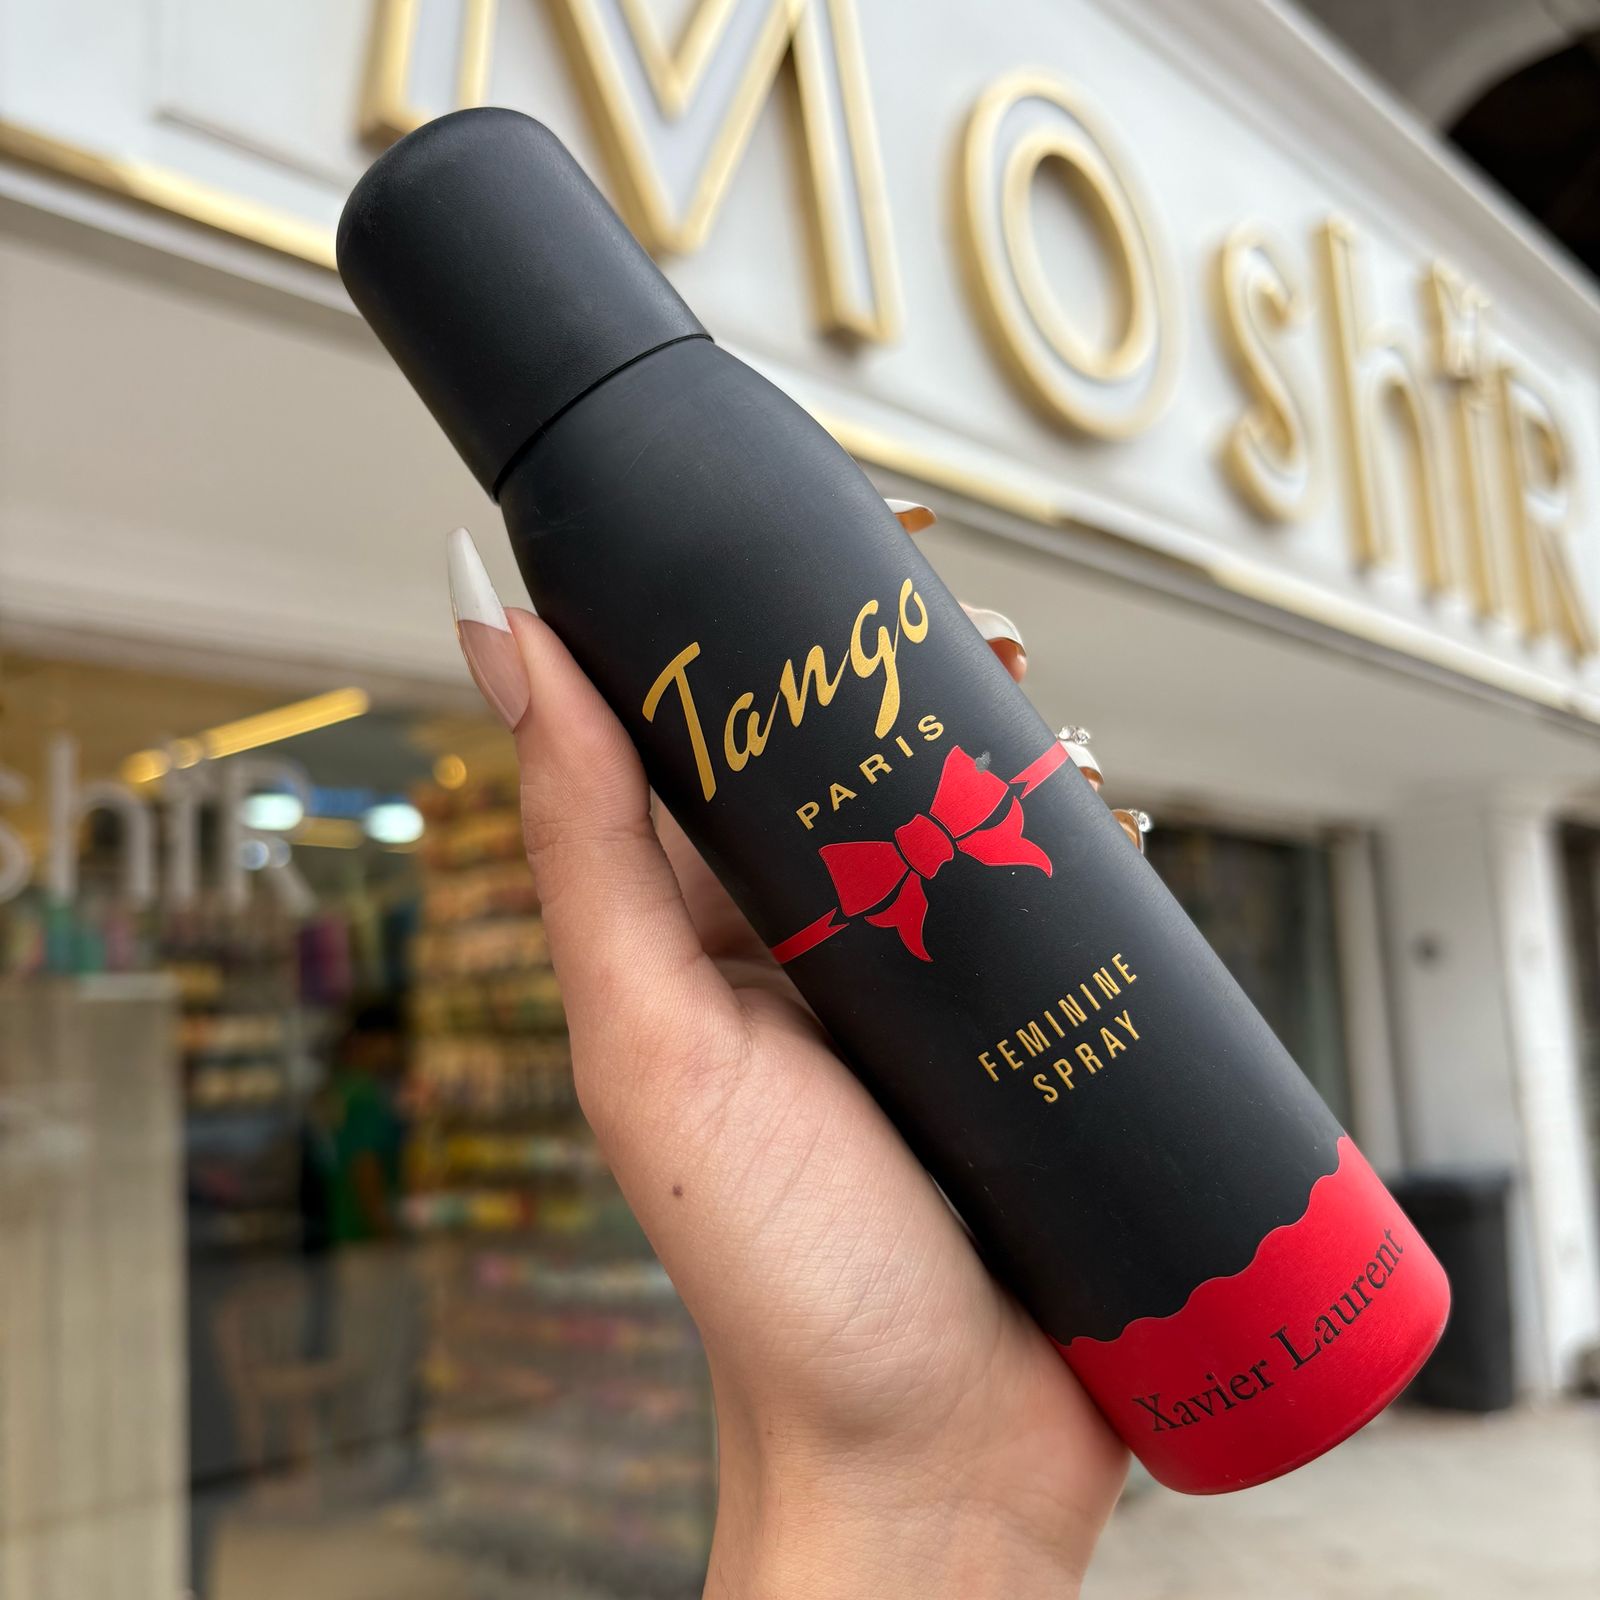 MoshiR
shiR
Tango
PARIS
FEMININE
SPRAY
Xavier Laurent